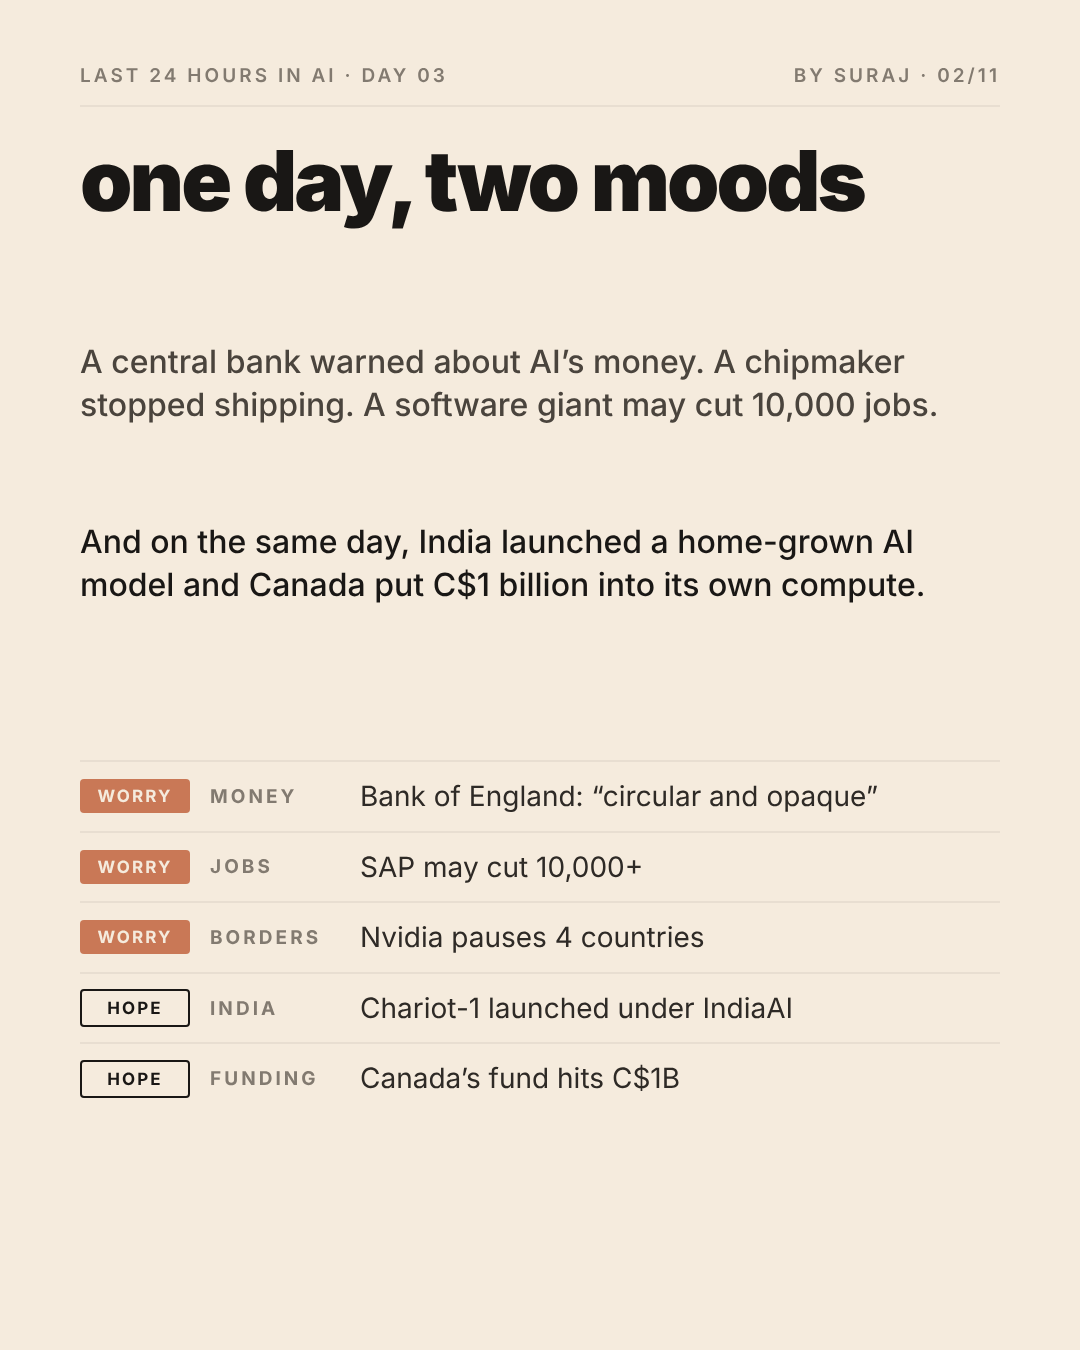 LAST 24 HOURS IN AI · DAY 03
BY SURAJ · 02/11
one day, two moods
A central bank warned about AI’s money. A chipmaker
stopped shipping. A software giant may cut 10,000 jobs.
And on the same day, India launched a home-grown AI
model and Canada put C$1 billion into its own compute.
WORRY MONEY Bank of England: “circular and opaque”
WORRY JOBS SAP may cut 10,000+
WORRY BORDERS Nvidia pauses 4 countries
HOPE INDIA Chariot-1 launched under IndiaAI
HOPE FUNDING Canada’s fund hits C$1B